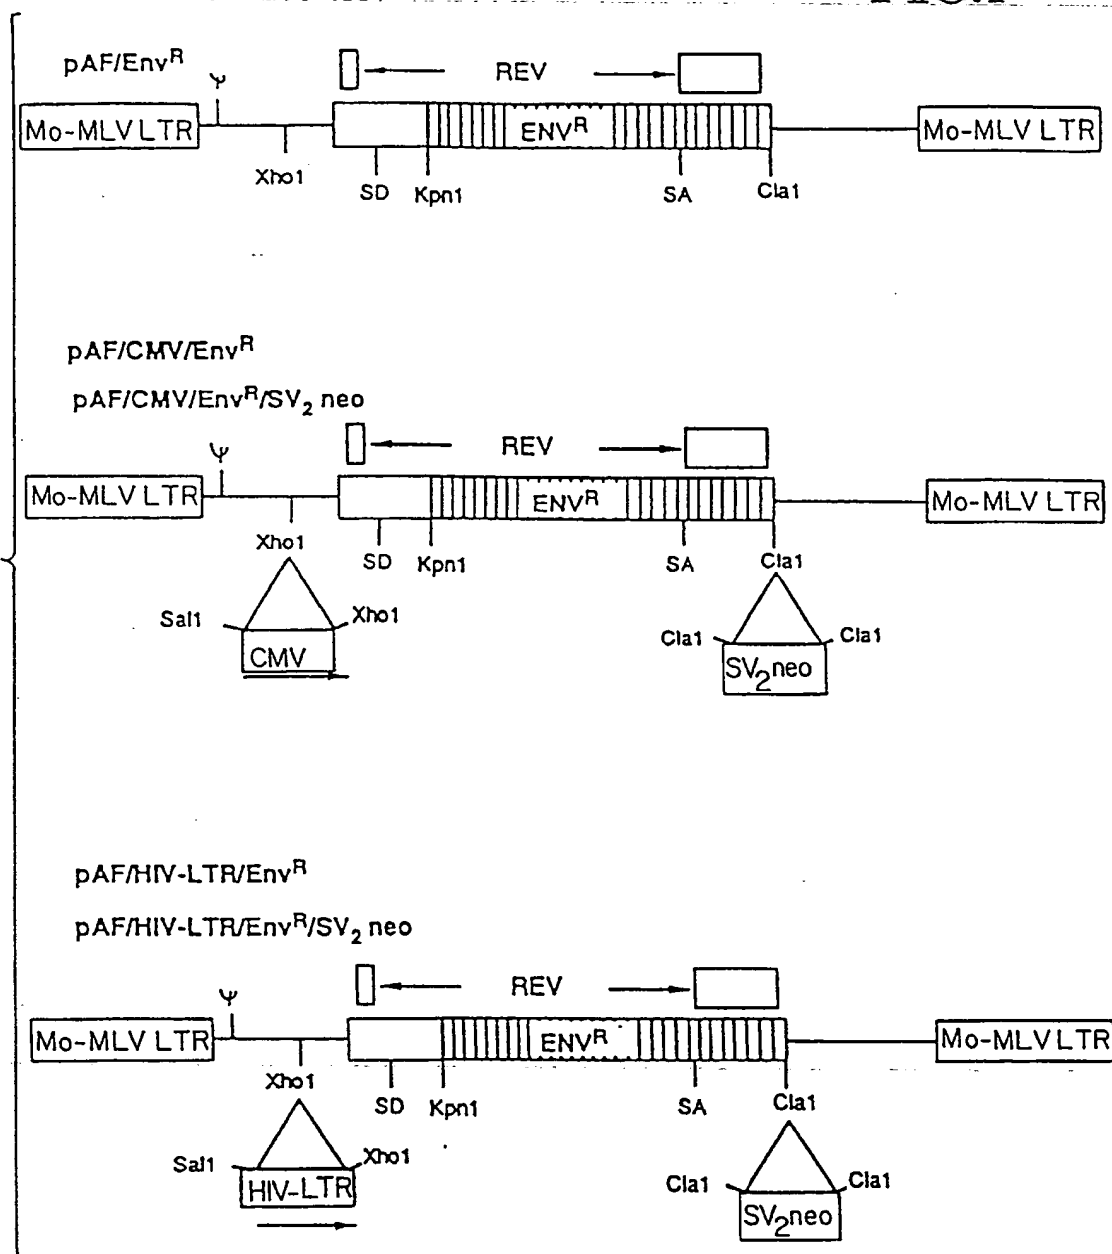 pAF/Env^R
Ψ
REV
Mo-MLV LTR
ENV^R
Mo-MLV LTR
Xho1
SD
Kpn1
SA
Cla1
pAF/CMV/Env^R
pAF/CMV/Env^R/SV₂ neo
Ψ
REV
Mo-MLV LTR
ENV^R
Mo-MLV LTR
Xho1
SD
Kpn1
SA
Cla1
Sal1
Xho1
Cla1
Cla1
CMV
SV₂neo
pAF/HIV-LTR/Env^R
pAF/HIV-LTR/Env^R/SV₂ neo
Ψ
REV
Mo-MLV LTR
ENV^R
Mo-MLV LTR
Xho1
SD
Kpn1
SA
Cla1
Sal1
Xho1
Cla1
Cla1
HIV-LTR
SV₂neo